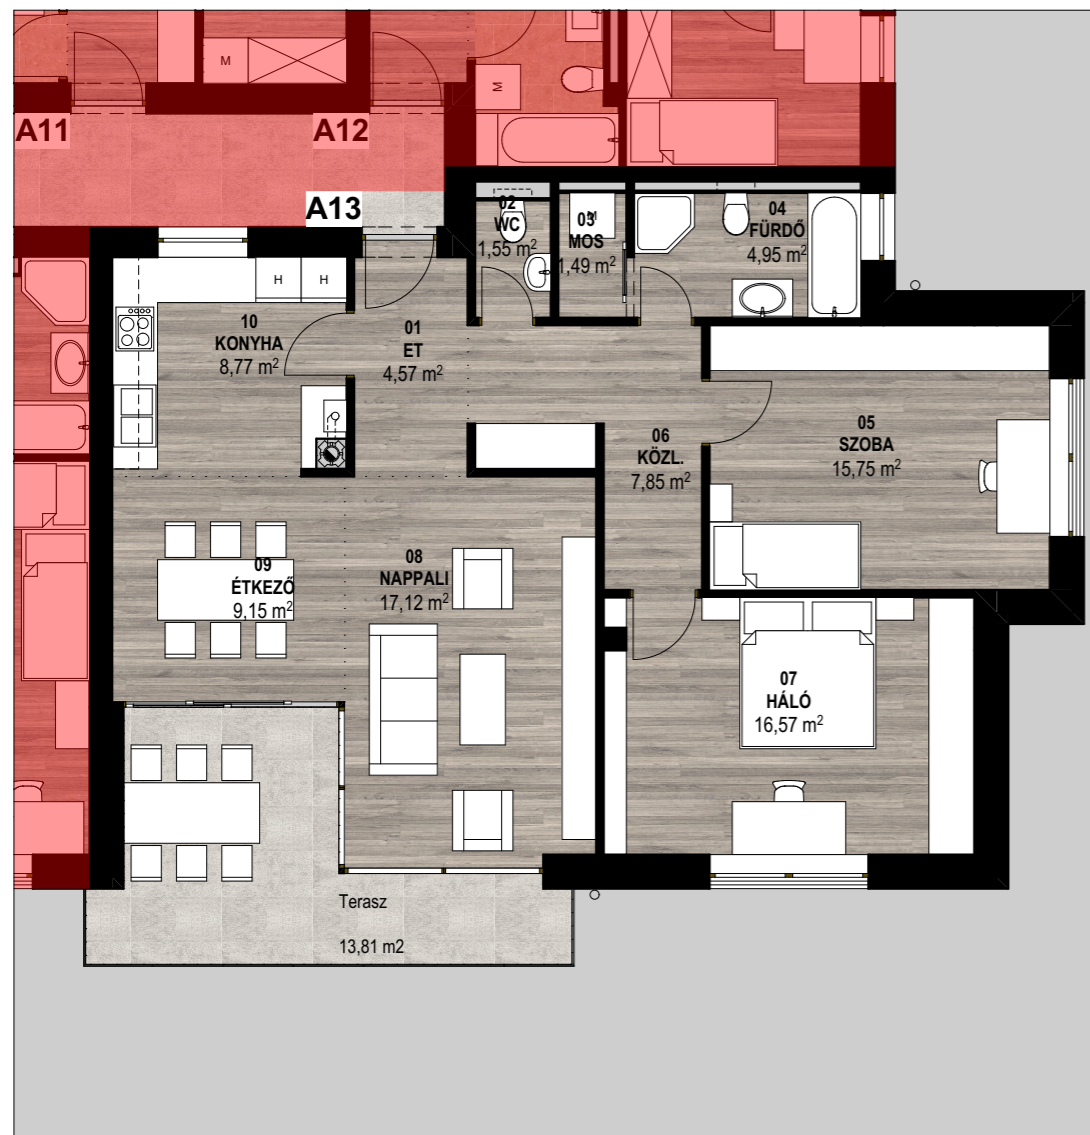 M
M
A11
A12
A13
02
WC
1,55 m²
M
03
MOS
1,49 m²
04
FÜRDŐ
4,95 m²
H
H
10
KONYHA
8,77 m²
01
ET
4,57 m²
06
KÖZL.
7,85 m²
05
SZOBA
15,75 m²
09
ÉTKEZŐ
9,15 m²
08
NAPPALI
17,12 m²
07
HÁLÓ
16,57 m²
Terasz
13,81 m2